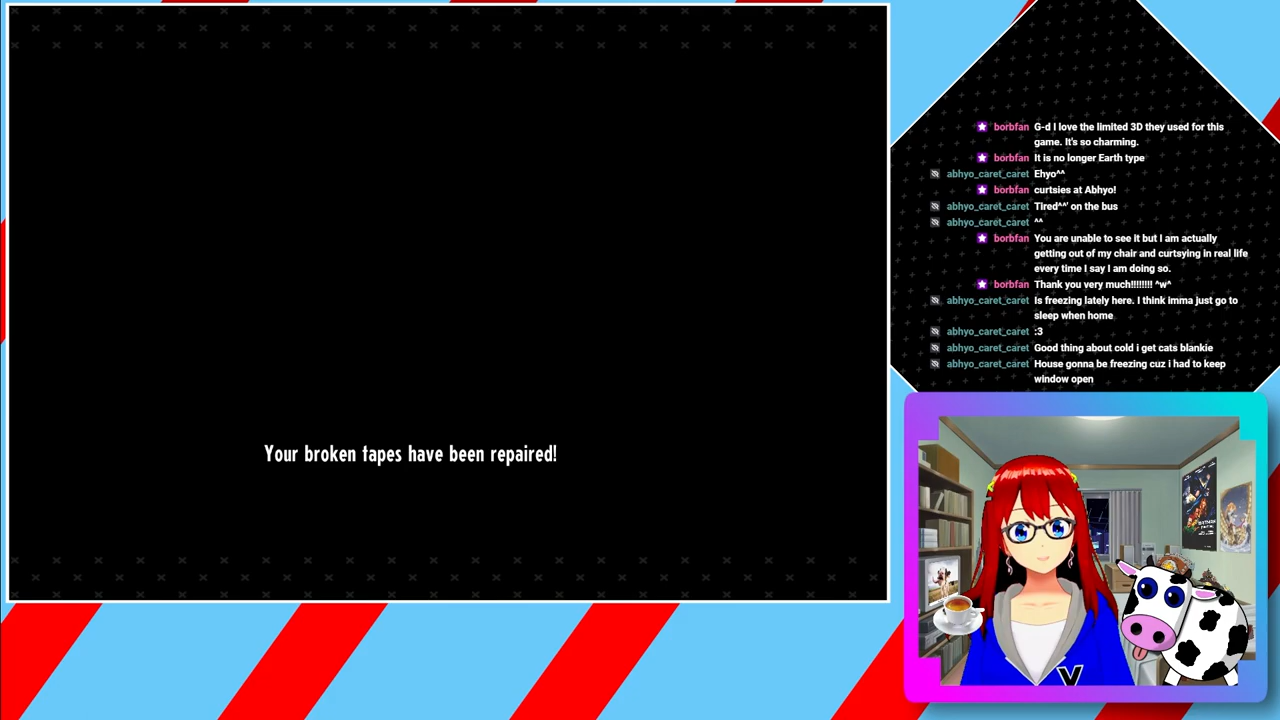 Your broken tapes have been repaired!
borbfan G-d I love the limited 3D they used for this
game. It's so charming.
borbfan It is no longer Earth type
abhyo_caret_caret Ehyo^^
borbfan curtsies at Abhyo!
abhyo_caret_caret Tired^^' on the bus
abhyo_caret_caret ^^
borbfan You are unable to see it but I am actually
getting out of my chair and curtsying in real life
every time I say I am doing so.
borbfan Thank you very much!!!!!!!! ^w^
abhyo_caret_caret Is freezing lately here. I think imma just go to
sleep when home
abhyo_caret_caret :3
abhyo_caret_caret Good thing about cold i get cats blankie
abhyo_caret_caret House gonna be freezing cuz i had to keep
window open
V